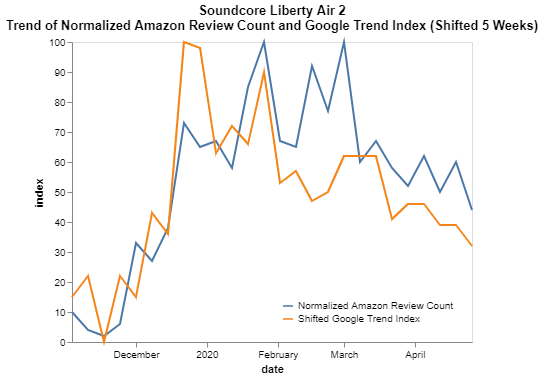 Soundcore Liberty Air 2
Trend of Normalized Amazon Review Count and Google Trend Index (Shifted 5 Weeks)
100
90
80
70
60
50
40
30
20
10
0
index
Normalized Amazon Review Count
Shifted Google Trend Index
December 2020 February March April
date